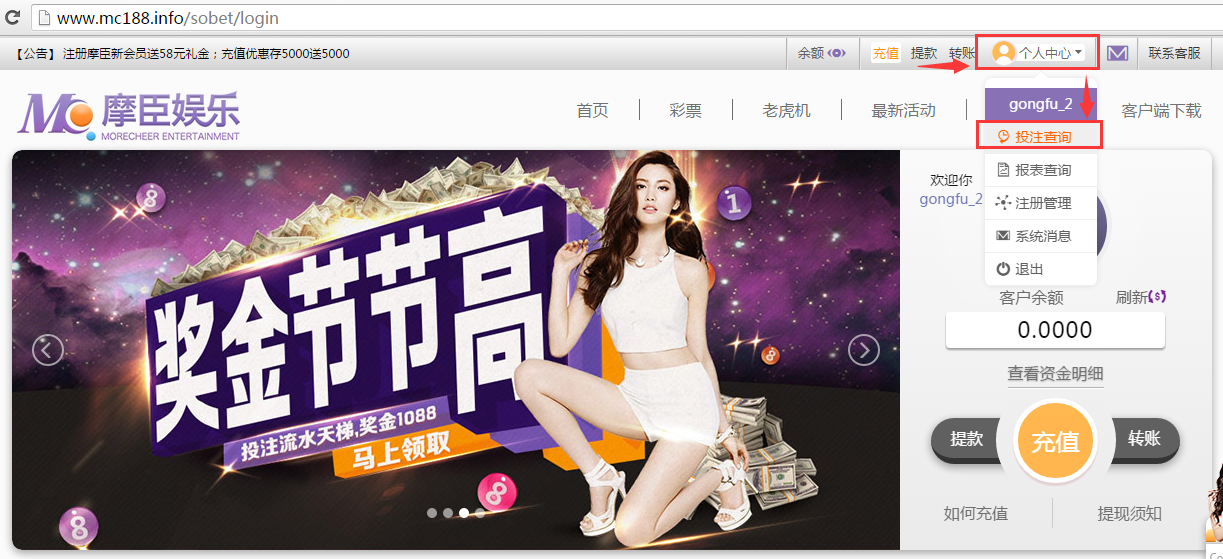 www.mc188.info/sobet/login
【公告】 注册摩臣新会员送58元礼金；充值优惠存5000送5000
余额
充值 提款 转账
个人中心
联系客服
Mo 摩臣娱乐
MORECHEER ENTERTAINMENT
首页
彩票
老虎机
最新活动
客户端下载
gongfu_2
投注查询
报表查询
注册管理
系统消息
退出
8
1
8
8
8
奖金节节高
投注流水天梯,奖金1088
马上领取
欢迎你
gongfu_2
客户余额
刷新
$
0.0000
查看资金明细
提款
充值
转账
如何充值
提现须知